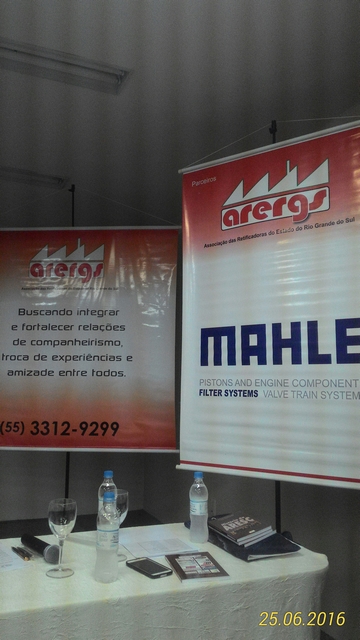 Parceiros
arergs
Associação das Retificadoras do Estado do Rio Grande do Sul
MAHLE
PISTONS AND ENGINE COMPONENT
FILTER SYSTEMS VALVE TRAIN SYSTEM
arergs
Buscando integrar
e fortalecer relações
de companheirismo,
troca de experiências e
amizade entre todos.
(55) 3312-9299
25.06.2016